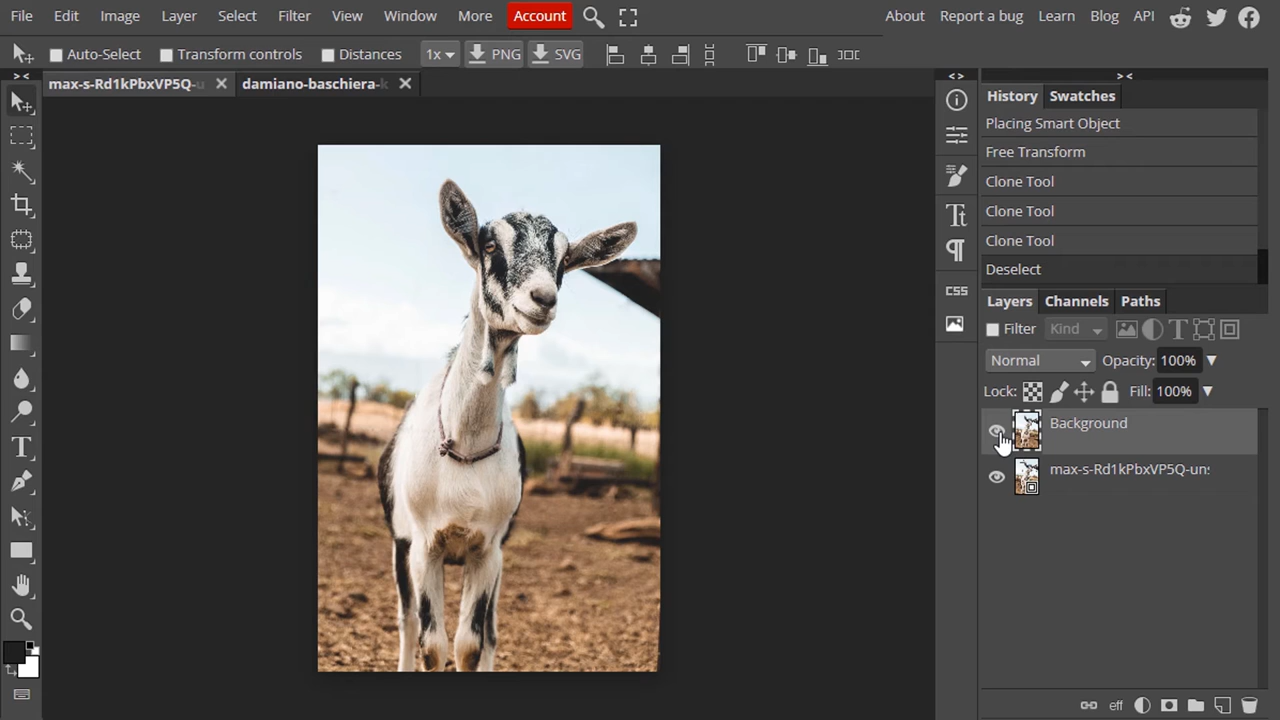 File Edit Image Layer Select Filter View Window More Account About Report a bug Learn Blog API
Auto-Select Transform controls Distances 1x PNG SVG
max-s-Rd1kPbxVP5Q-u damiano-baschiera-k
History Swatches
Placing Smart Object
Free Transform
Clone Tool
Clone Tool
Clone Tool
Deselect
CSS
Layers Channels Paths
Filter Kind
Normal Opacity: 100%
Lock: Fill: 100%
Background
max-s-Rd1kPbxVP5Q-uns
eff